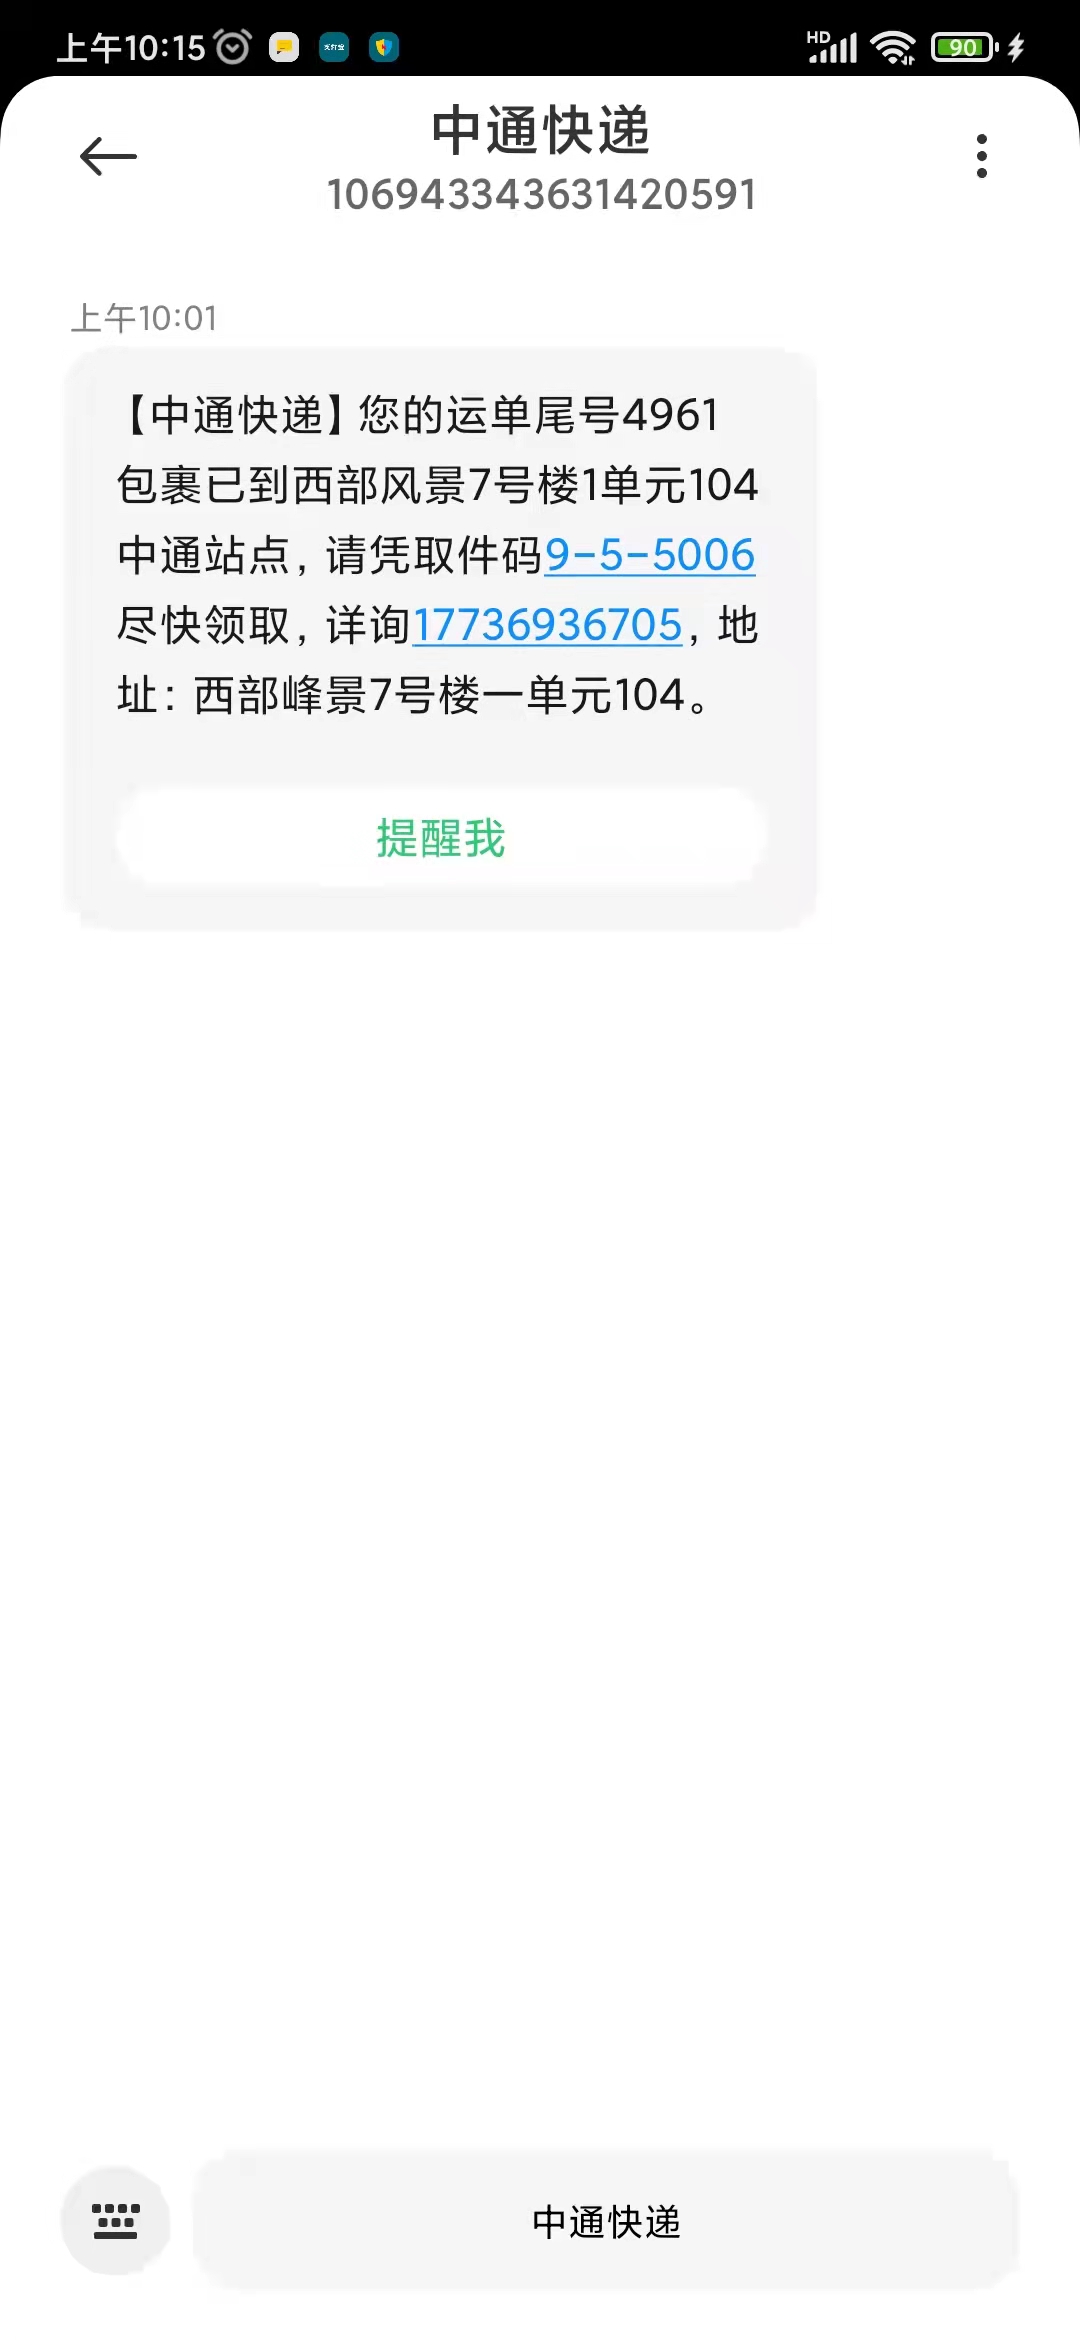 上午10:15
HD
90
中通快递
106943343631420591
上午10:01
【中通快递】您的运单尾号4961
包裹已到西部风景7号楼1单元104
中通站点，请凭取件码9-5-5006
尽快领取，详询17736936705，地
址：西部峰景7号楼一单元104。
提醒我
中通快递